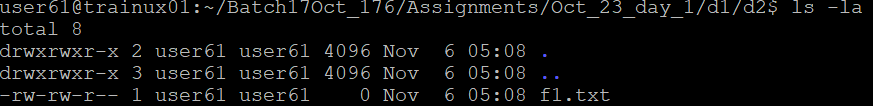 user61@trainux01:~/Batch17Oct_176/Assignments/Oct_23_day_1/d1/d2$ ls -la
total 8
drwxrwxr-x 2 user61 user61 4096 Nov  6 05:08 .
drwxrwxr-x 3 user61 user61 4096 Nov  6 05:08 ..
-rw-rw-r-- 1 user61 user61    0 Nov  6 05:08 f1.txt